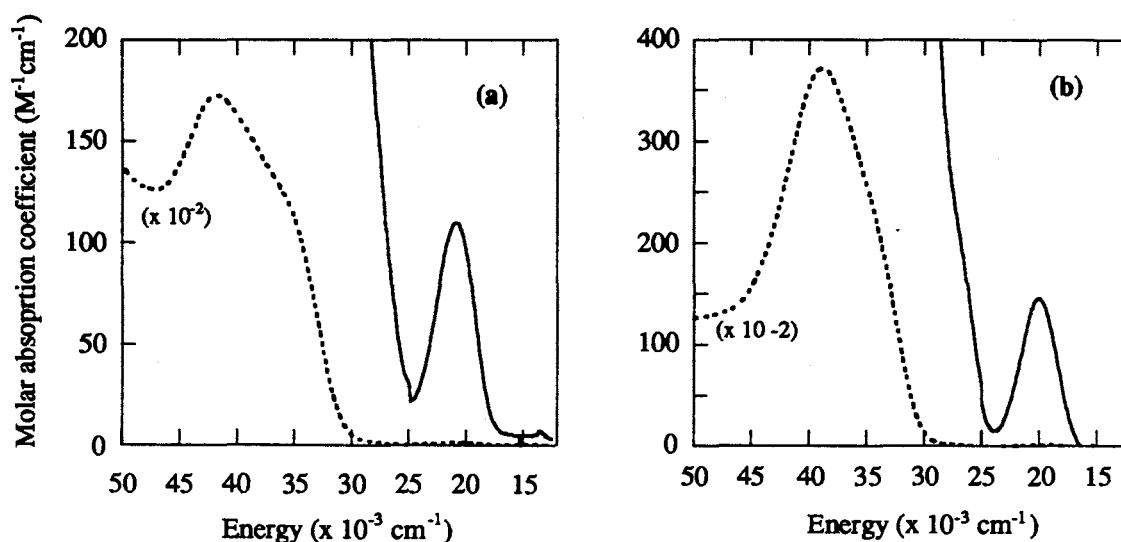 Molar absoprtion coefficient (M⁻¹cm⁻¹)
200
150
100
50
0
(a)
(x 10⁻²)
50 45 40 35 30 25 20 15
Energy (x 10⁻³ cm⁻¹)
400
300
200
100
0
(b)
(x 10 -2)
50 45 40 35 30 25 20 15
Energy (x 10⁻³ cm⁻¹)